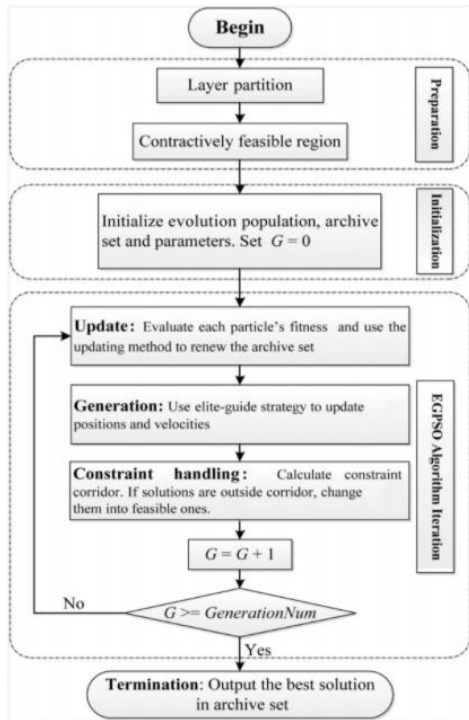 Begin
Layer partition
Contractively feasible region
Preparation
Initialize evolution population, archive
set and parameters. Set G = 0
Initialization
Update: Evaluate each particle's fitness and use the
updating method to renew the archive set
Generation: Use elite-guide strategy to update
positions and velocities
Constraint handling: Calculate constraint
corridor. If solutions are outside corridor, change
them into feasible ones.
EGPSO Algorithm Iteration
G = G + 1
No
G >= GenerationNum
Yes
Termination: Output the best solution
in archive set